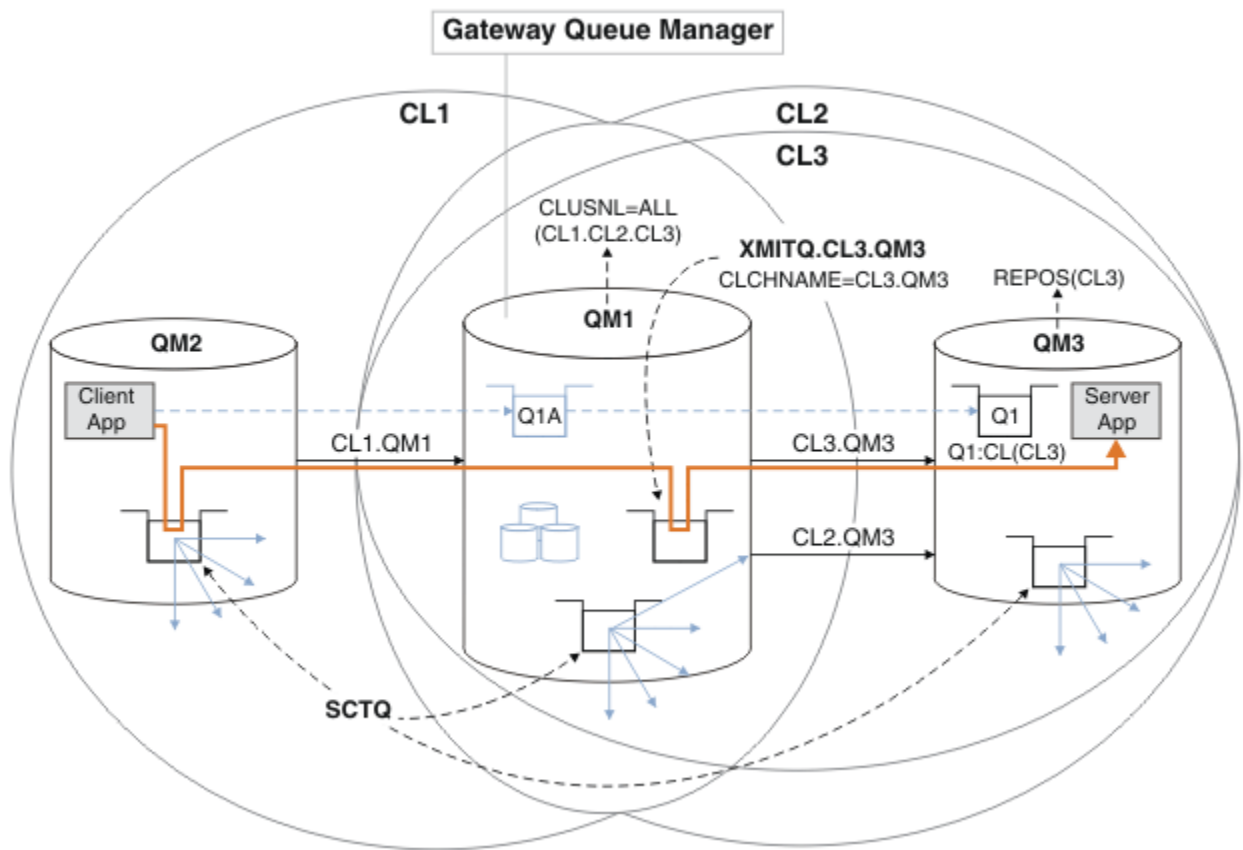 Gateway Queue Manager
CL1
CL2
CL3
CLUSNL=ALL
(CL1.CL2.CL3)
XMITQ.CL3.QM3
CLCHNAME=CL3.QM3
REPOS(CL3)
QM2
QM1
QM3
Client
App
Q1A
Q1
Server
App
CL1.QM1
CL3.QM3
Q1:CL(CL3)
CL2.QM3
SCTQ